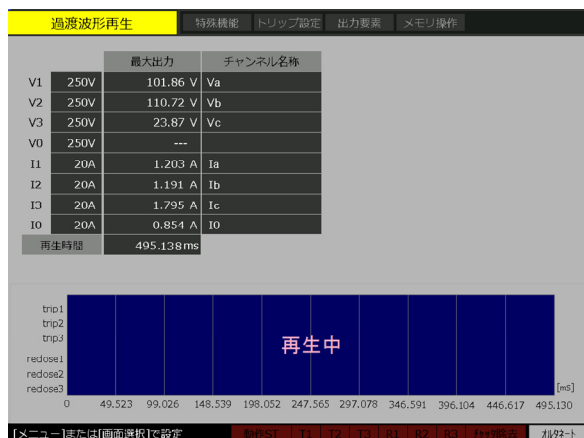 過渡波形再生 特殊機能 トリップ設定 出力要素 メモリ操作
最大出力 チャンネル名称
V1 250V 101.86 V Va
V2 250V 110.72 V Vb
V3 250V 23.87 V Vc
V0 250V ---
I1 20A 1.203 A Ia
I2 20A 1.191 A Ib
I3 20A 1.795 A Ic
I0 20A 0.854 A I0
再生時間 495.138ms
trip1
trip2
trip3
再生中
redose1
redose2
redose3 [mS]
0 49.523 99.026 148.539 198.052 247.565 297.078 346.591 396.104 446.617 495.130
[メニュー]または[画面選択]で設定 動作ST T1 T2 T3 R1 R2 R3 ﾁｬｯﾀ除去 ｵﾙﾀﾈｰﾄ